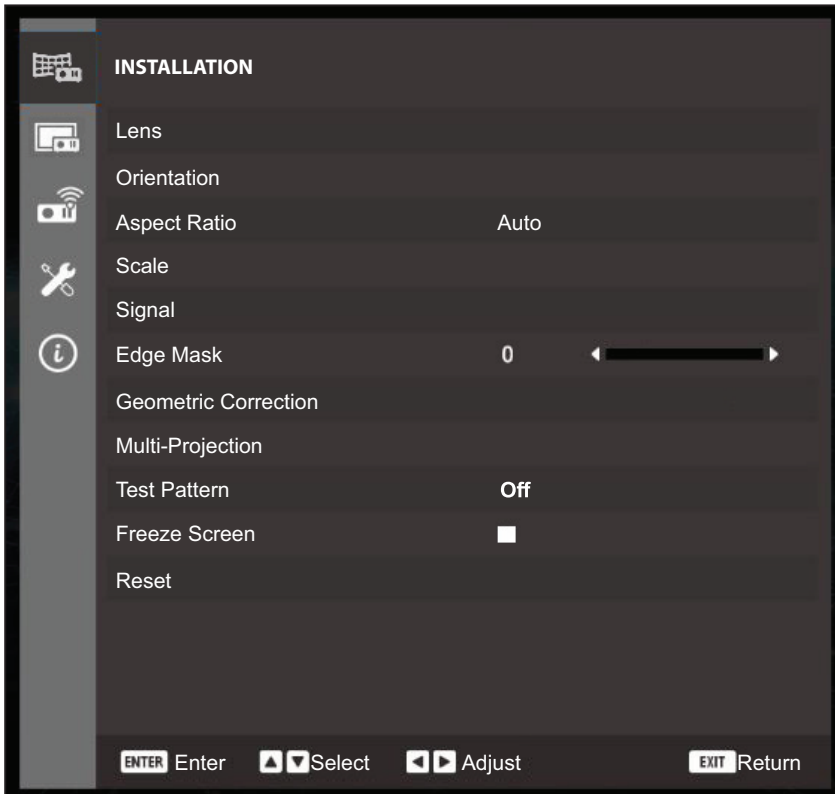 INSTALLATION
Lens
Orientation
Aspect Ratio Auto
Scale
Signal
Edge Mask 0
Geometric Correction
Multi-Projection
Test Pattern Off
Freeze Screen
Reset
ENTER Enter Select Adjust EXIT Return